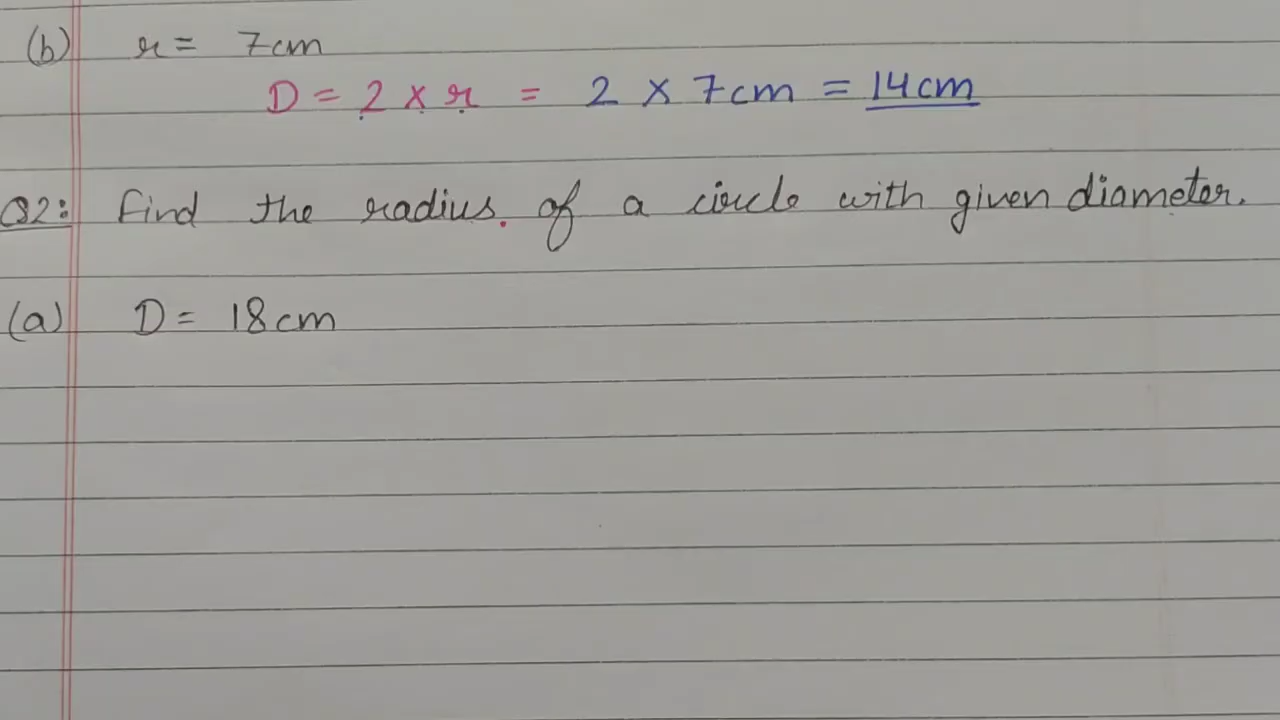 (b) r = 7cm
D = 2 × r = 2 × 7cm = 14cm
Q2: Find the radius of a circle with given diameter.
(a) D = 18cm